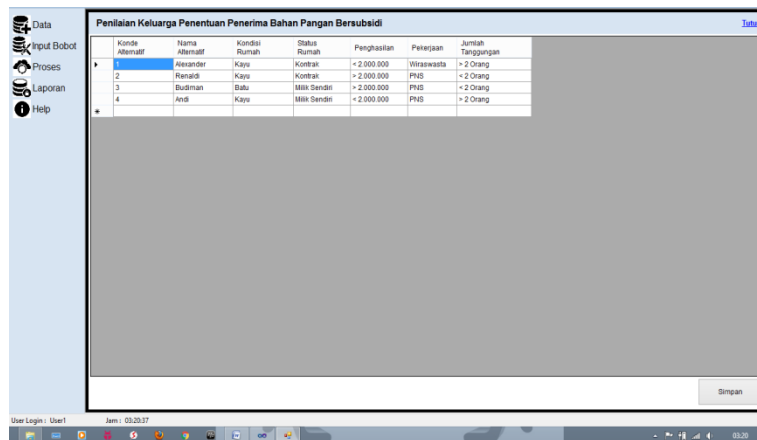 Data
Input Bobot
Proses
Laporan
Help
Penilaian Keluarga Penentuan Penerima Bahan Pangan Bersubsidi
Konde Alternatif Nama Alternatif Kondisi Rumah Status Rumah Penghasilan Pekerjaan Jumlah Tanggungan
1 Alexander Kayu Kontrak < 2.000.000 Wiraswasta > 2 Orang
2 Renaldi Kayu Kontrak > 2.000.000 PNS < 2 Orang
3 Budiman Batu Milik Sendiri > 2.000.000 PNS < 2 Orang
4 Andi Kayu Milik Sendiri < 2.000.000 PNS > 2 Orang
Simpan
User Login : User1 Jam : 03:20:37
03:20